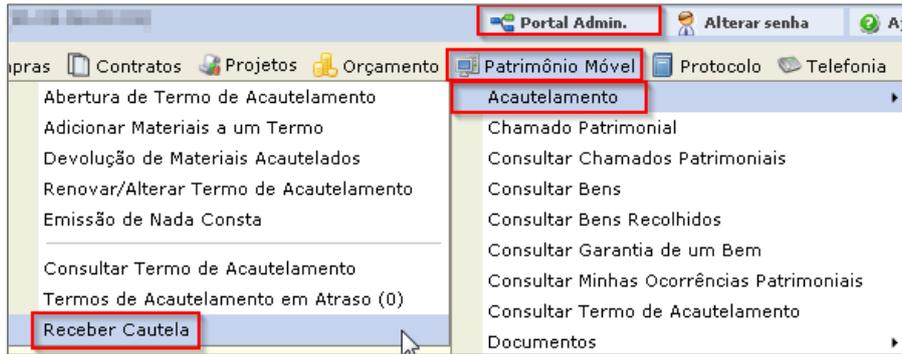 Portal Admin. Alterar senha
Contratos Projetos Orçamento Patrimônio Móvel Protocolo Telefonia
Abertura de Termo de Acautelamento
Adicionar Materiais a um Termo
Devolução de Materiais Acautelados
Renovar/Alterar Termo de Acautelamento
Emissão de Nada Consta
Consultar Termo de Acautelamento
Termos de Acautelamento em Atraso (0)
Receber Cautela
Acautelamento
Chamado Patrimonial
Consultar Chamados Patrimoniais
Consultar Bens
Consultar Bens Recolhidos
Consultar Garantia de um Bem
Consultar Minhas Ocorrências Patrimoniais
Consultar Termo de Acautelamento
Documentos